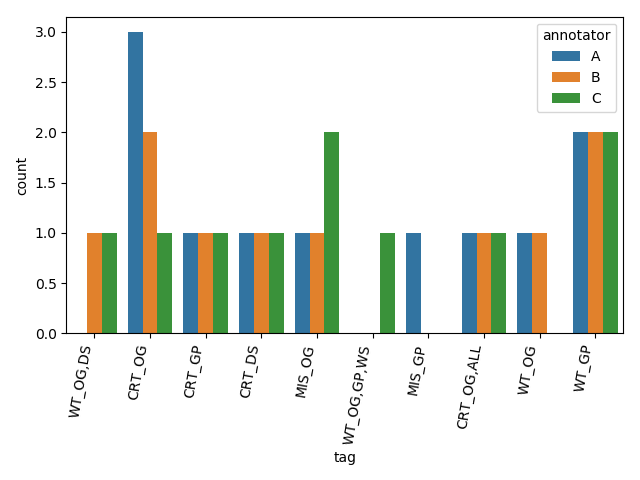 annotator
A
B
C
count
3.0
2.5
2.0
1.5
1.0
0.5
0.0
WT_OG,DS
CRT_OG
CRT_GP
CRT_DS
MIS_OG
WT_OG,GP,WS
MIS_GP
CRT_OG,ALL
WT_OG
WT_GP
tag